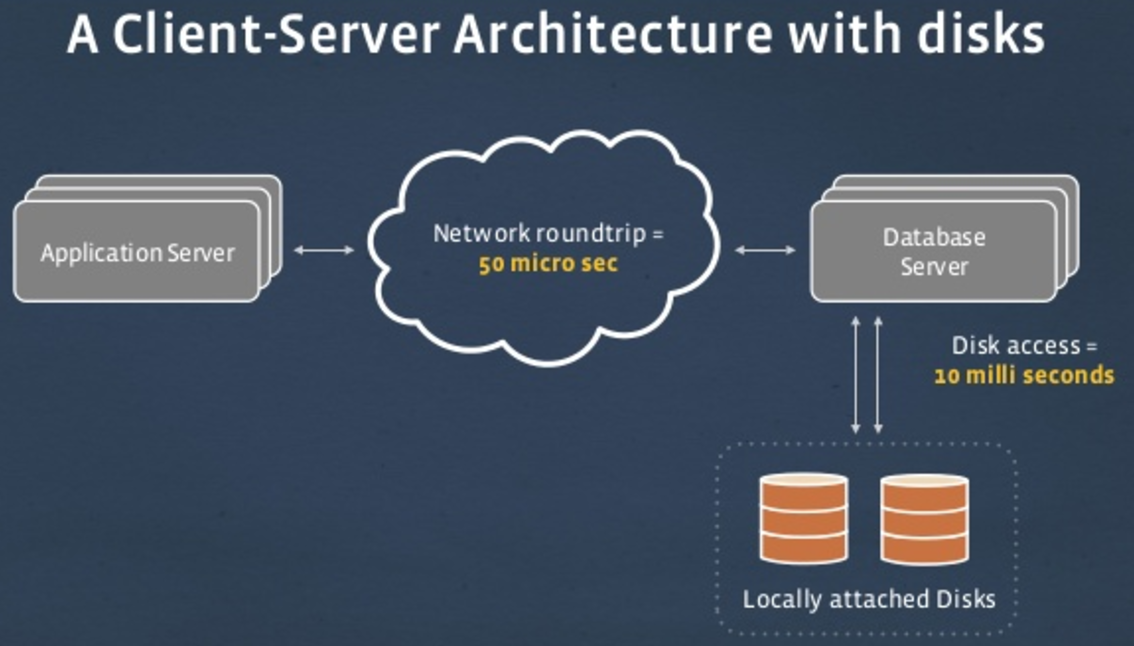 A Client-Server Architecture with disks
Application Server
Network roundtrip =
50 micro sec
Database
Server
Disk access =
10 milli seconds
Locally attached Disks